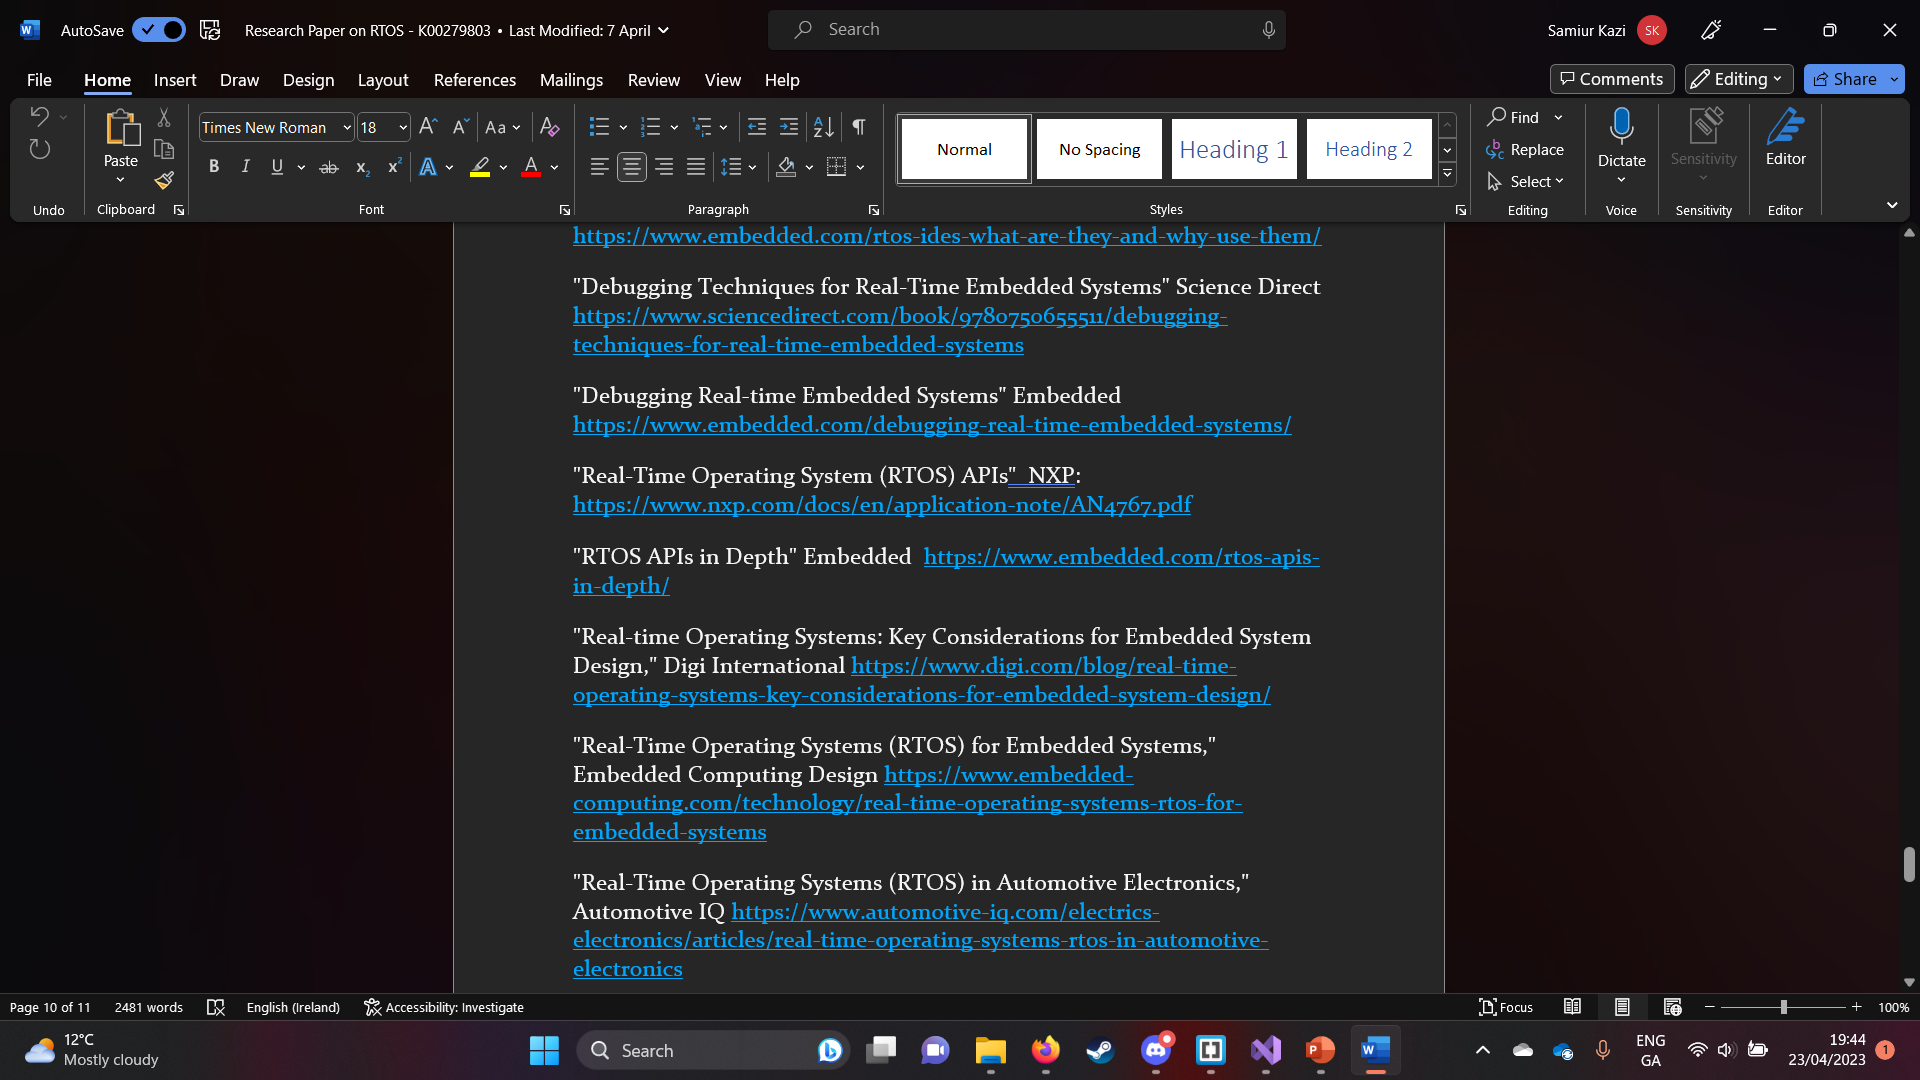 AutoSave
Research Paper on RTOS - K00279803 • Last Modified: 7 April
Search
Samiur Kazi
SK
File Home Insert Draw Design Layout References Mailings Review View Help
Comments
Editing
Share
Paste
Times New Roman
18
Aa
B I U ab x₂ x² A A
Normal
No Spacing
Heading 1
Heading 2
Find
Replace
Select
Dictate
Sensitivity
Editor
Undo
Clipboard
Font
Paragraph
Styles
Editing
Voice
Sensitivity
Editor
https://www.embedded.com/rtos-ides-what-are-they-and-why-use-them/
"Debugging Techniques for Real-Time Embedded Systems" Science Direct
https://www.sciencedirect.com/book/9780750655511/debugging-
techniques-for-real-time-embedded-systems
"Debugging Real-time Embedded Systems" Embedded
https://www.embedded.com/debugging-real-time-embedded-systems/
"Real-Time Operating System (RTOS) APIs"  NXP:
https://www.nxp.com/docs/en/application-note/AN4767.pdf
"RTOS APIs in Depth" Embedded  https://www.embedded.com/rtos-apis-
in-depth/
"Real-time Operating Systems: Key Considerations for Embedded System
Design," Digi International https://www.digi.com/blog/real-time-
operating-systems-key-considerations-for-embedded-system-design/
"Real-Time Operating Systems (RTOS) for Embedded Systems,"
Embedded Computing Design https://www.embedded-
computing.com/technology/real-time-operating-systems-rtos-for-
embedded-systems
"Real-Time Operating Systems (RTOS) in Automotive Electronics,"
Automotive IQ https://www.automotive-iq.com/electrics-
electronics/articles/real-time-operating-systems-rtos-in-automotive-
electronics
Page 10 of 11
2481 words
English (Ireland)
Accessibility: Investigate
Focus
100%
12°C
Mostly cloudy
Search
ENG
GA
19:44
23/04/2023
1